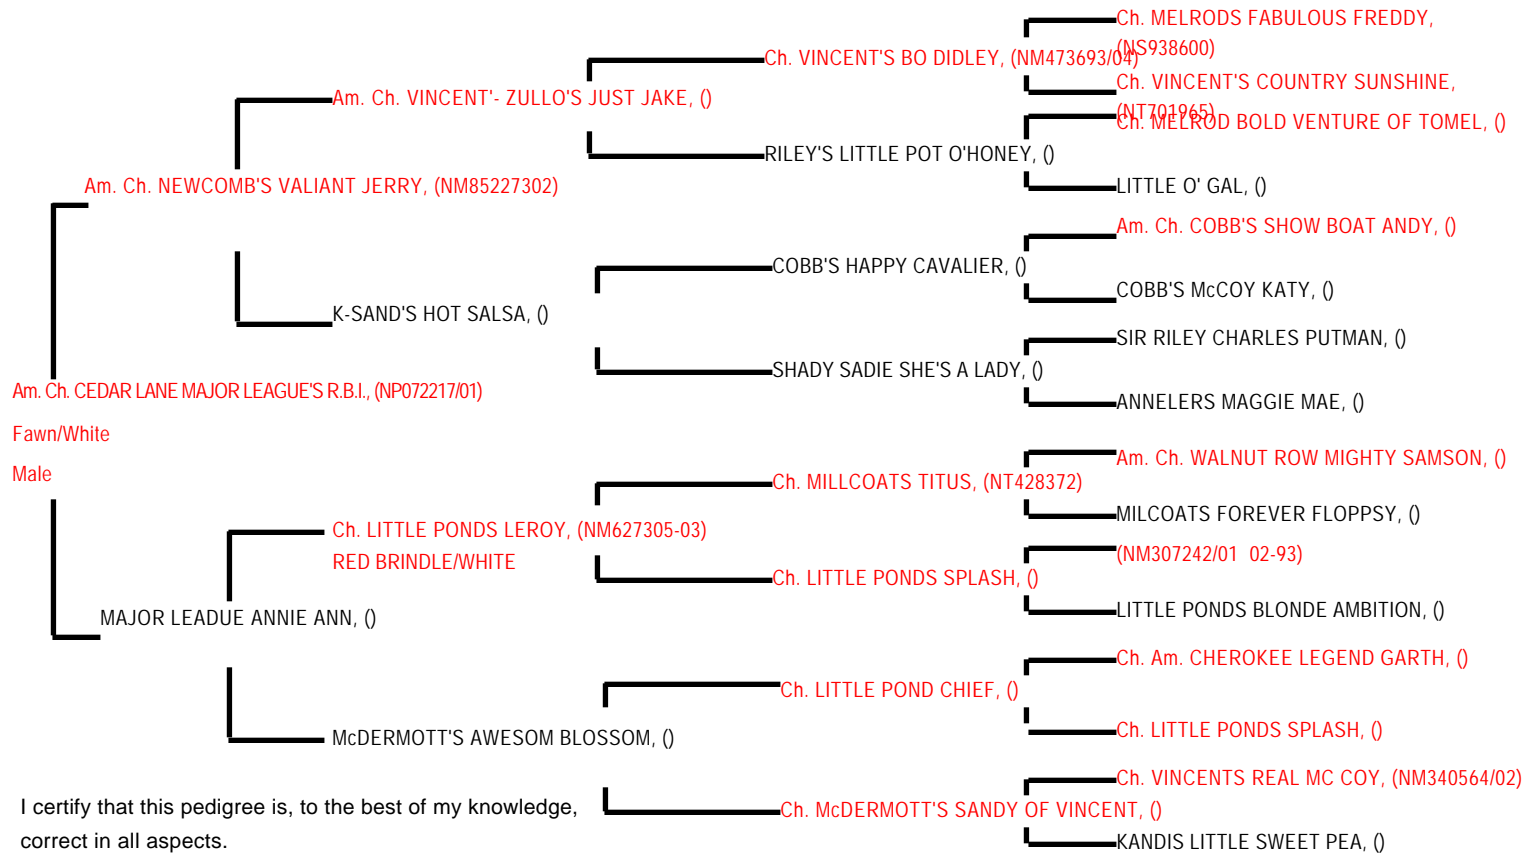 Ch. MELRODS FABULOUS FREDDY,
(NS938600)
Ch. VINCENT'S BO DIDLEY, (NM473693/04)
Ch. VINCENT'S COUNTRY SUNSHINE,
(NT701965)
Am. Ch. VINCENT'- ZULLO'S JUST JAKE, ()
Ch. MELROD BOLD VENTURE OF TOMEL, ()
RILEY'S LITTLE POT O'HONEY, ()
LITTLE O' GAL, ()
Am. Ch. NEWCOMB'S VALIANT JERRY, (NM85227302)
Am. Ch. COBB'S SHOW BOAT ANDY, ()
COBB'S HAPPY CAVALIER, ()
COBB'S McCOY KATY, ()
K-SAND'S HOT SALSA, ()
SIR RILEY CHARLES PUTMAN, ()
SHADY SADIE SHE'S A LADY, ()
ANNELERS MAGGIE MAE, ()
Am. Ch. CEDAR LANE MAJOR LEAGUE'S R.B.I., (NP072217/01)
Fawn/White
Male
Am. Ch. WALNUT ROW MIGHTY SAMSON, ()
Ch. MILLCOATS TITUS, (NT428372)
MILCOATS FOREVER FLOPPSY, ()
Ch. LITTLE PONDS LEROY, (NM627305-03)
RED BRINDLE/WHITE
(NM307242/01 02-93)
Ch. LITTLE PONDS SPLASH, ()
LITTLE PONDS BLONDE AMBITION, ()
MAJOR LEADUE ANNIE ANN, ()
Ch. Am. CHEROKEE LEGEND GARTH, ()
Ch. LITTLE POND CHIEF, ()
Ch. LITTLE PONDS SPLASH, ()
McDERMOTT'S AWESOM BLOSSOM, ()
Ch. VINCENTS REAL MC COY, (NM340564/02)
Ch. McDERMOTT'S SANDY OF VINCENT, ()
KANDIS LITTLE SWEET PEA, ()
I certify that this pedigree is, to the best of my knowledge,
correct in all aspects.